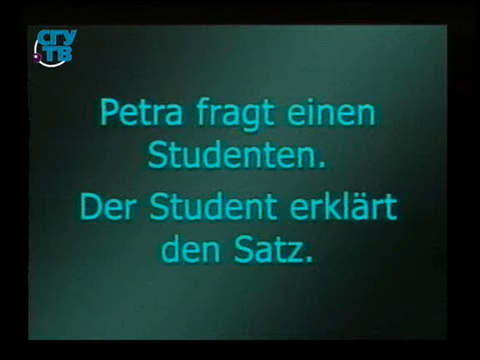 СГУ
ТВ
Petra fragt einen
Studenten.
Der Student erklärt
den Satz.